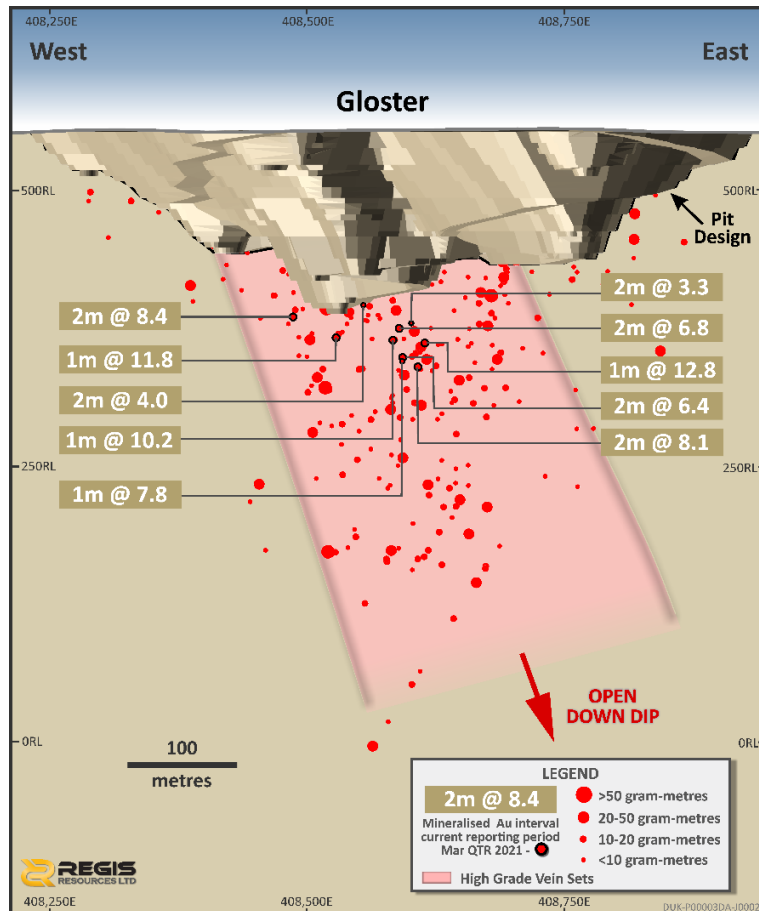 408,250E
408,500E
408,750E
West
East
Gloster
500RL
500RL
Pit
Design
2m @ 8.4
1m @ 11.8
2m @ 4.0
1m @ 10.2
1m @ 7.8
2m @ 3.3
2m @ 6.8
1m @ 12.8
2m @ 6.4
2m @ 8.1
250RL
250RL
OPEN
DOWN DIP
0RL
0RL
100
metres
LEGEND
2m @ 8.4
Mineralised Au interval
current reporting period
Mar QTR 2021 -
>50 gram-metres
20-50 gram-metres
10-20 gram-metres
<10 gram-metres
High Grade Vein Sets
REGIS
RESOURCES LTD
408,250E
408,500E
408,750E
DUK-P00003DA-J0002